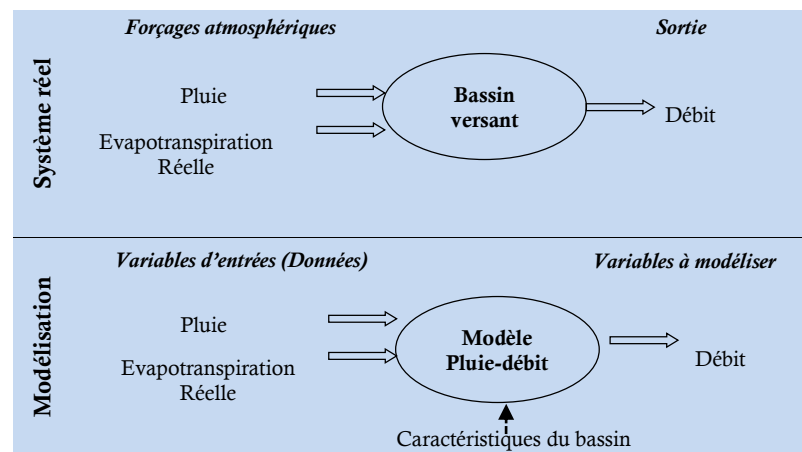 Forçages atmosphériques
Sortie
Système réel
Pluie
Evapotranspiration
Réelle
Bassin
versant
Débit
Variables d’entrées (Données)
Variables à modéliser
Modélisation
Pluie
Evapotranspiration
Réelle
Modèle
Pluie-débit
Débit
Caractéristiques du bassin